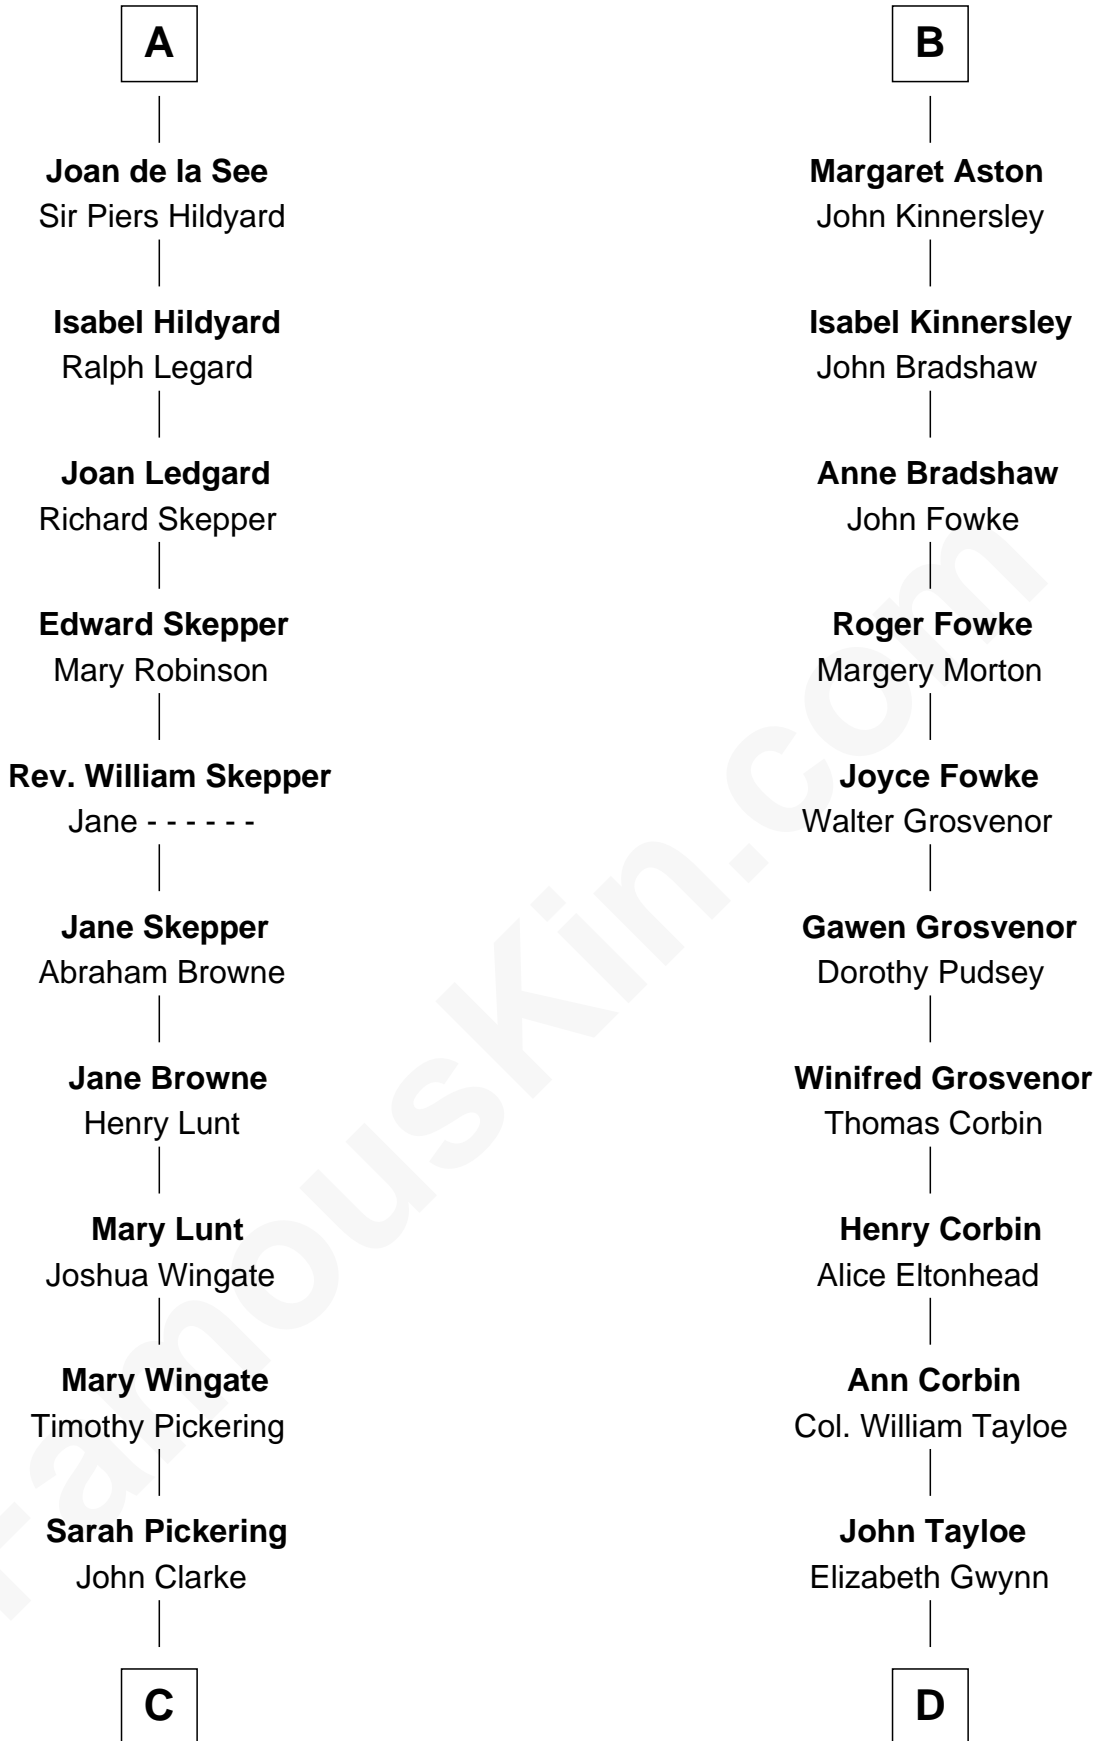 A
Joan de la See
Sir Piers Hildyard
Isabel Hildyard
Ralph Legard
Joan Ledgard
Richard Skepper
Edward Skepper
Mary Robinson
Rev. William Skepper
Jane - - - - - -
Jane Skepper
Abraham Browne
Jane Browne
Henry Lunt
Mary Lunt
Joshua Wingate
Mary Wingate
Timothy Pickering
Sarah Pickering
John Clarke
C
B
Margaret Aston
John Kinnersley
Isabel Kinnersley
John Bradshaw
Anne Bradshaw
John Fowke
Roger Fowke
Margery Morton
Joyce Fowke
Walter Grosvenor
Gawen Grosvenor
Dorothy Pudsey
Winifred Grosvenor
Thomas Corbin
Henry Corbin
Alice Eltonhead
Ann Corbin
Col. William Tayloe
John Tayloe
Elizabeth Gwynn
D
FamousKin.com